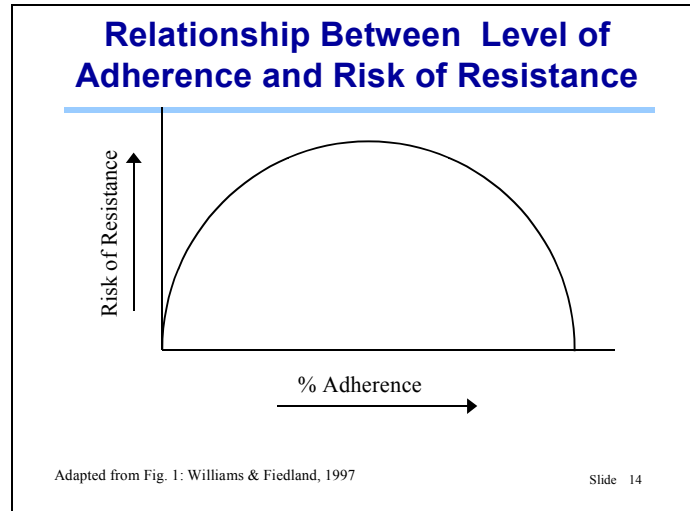 Relationship Between Level of
Adherence and Risk of Resistance
Risk of Resistance
% Adherence
Adapted from Fig. 1: Williams & Fiedland, 1997
Slide 14